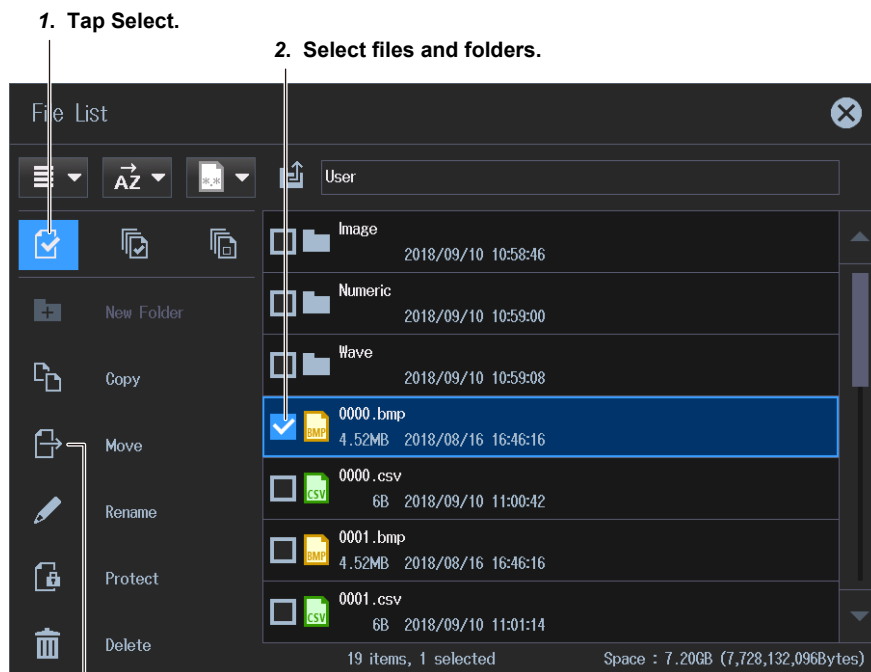 1. Tap Select.
2. Select files and folders.
File List
AZ
*.*
User
Image
2018/09/10 10:58:46
New Folder
Numeric
2018/09/10 10:59:00
Copy
Wave
2018/09/10 10:59:08
Move
0000.bmp
BMP
4.52MB 2018/08/16 16:46:16
Rename
0000.csv
CSV
6B 2018/09/10 11:00:42
Protect
0001.bmp
BMP
4.52MB 2018/08/16 16:46:16
Delete
0001.csv
CSV
6B 2018/09/10 11:01:14
19 items, 1 selected Space : 7.20GB (7,728,132,096Bytes)